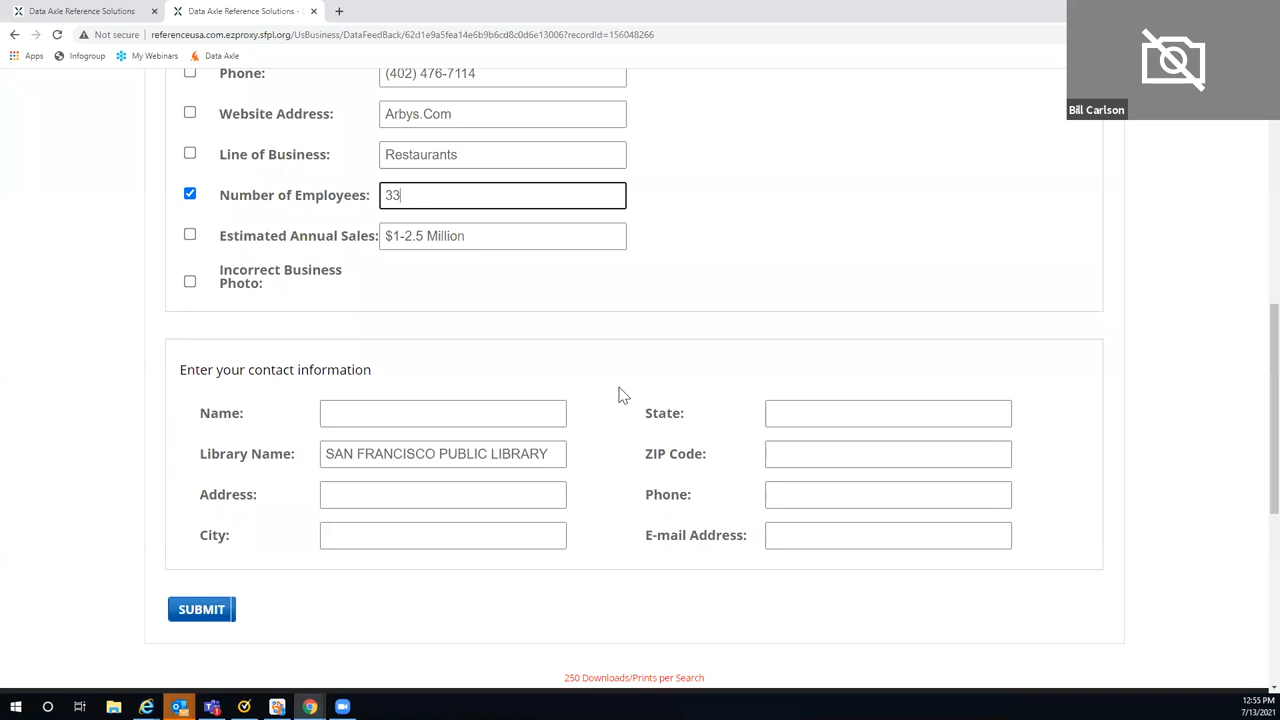 Data Axle Reference Solutions
Data Axle Reference Solutions -
Not secure
referenceusa.com.ezproxy.sfpl.org/UsBusiness/DataFeedBack/62d1e9a5fea14e6b9b6cd8c0d6e13006?recordId=156048266
Apps
Infogroup
My Webinars
Data Axle
Bill Carlson
Phone: (402) 476-7114
Website Address: Arbys.Com
Line of Business: Restaurants
Number of Employees: 33
Estimated Annual Sales: $1-2.5 Million
Incorrect Business
Photo:
Enter your contact information
Name:
State:
Library Name: SAN FRANCISCO PUBLIC LIBRARY
ZIP Code:
Address:
Phone:
City:
E-mail Address:
SUBMIT
250 Downloads/Prints per Search
12:55 PM
7/13/2021